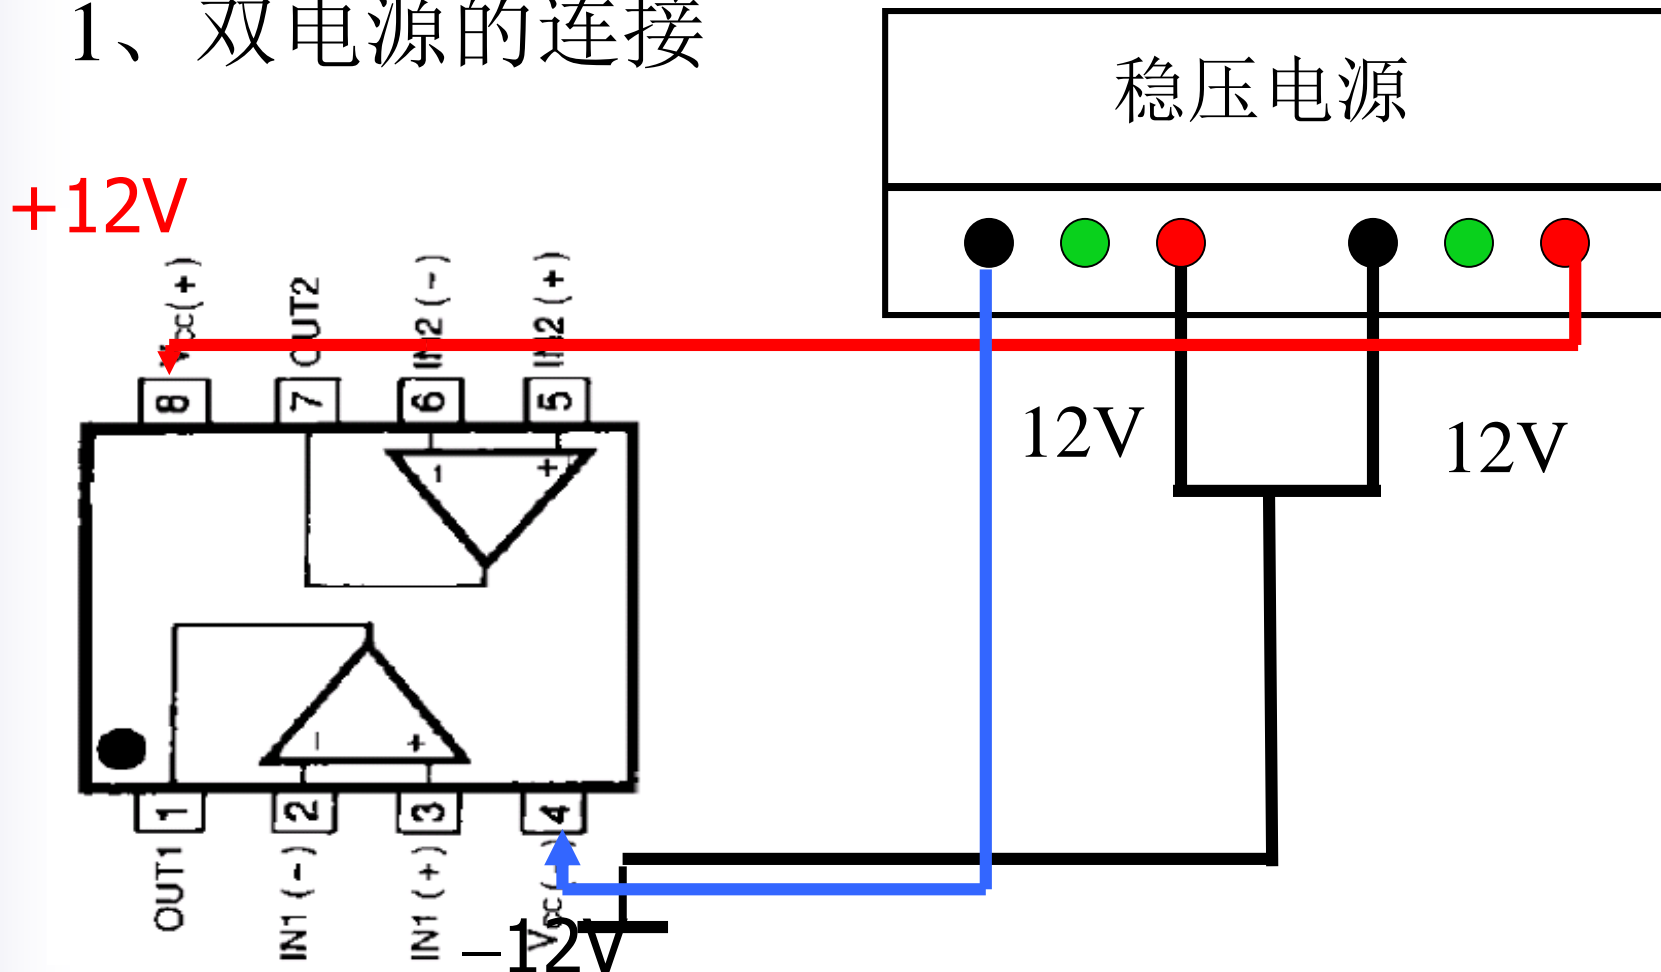 1、双电源的连接
稳压电源
+12V
Vcc(+)
OUT2
IN2(-)
IN2(+)
8
7
6
5
12V
12V
-
+
-
+
1
2
3
4
OUT1
IN1(-)
IN1(+)
Vcc(-)
–12V